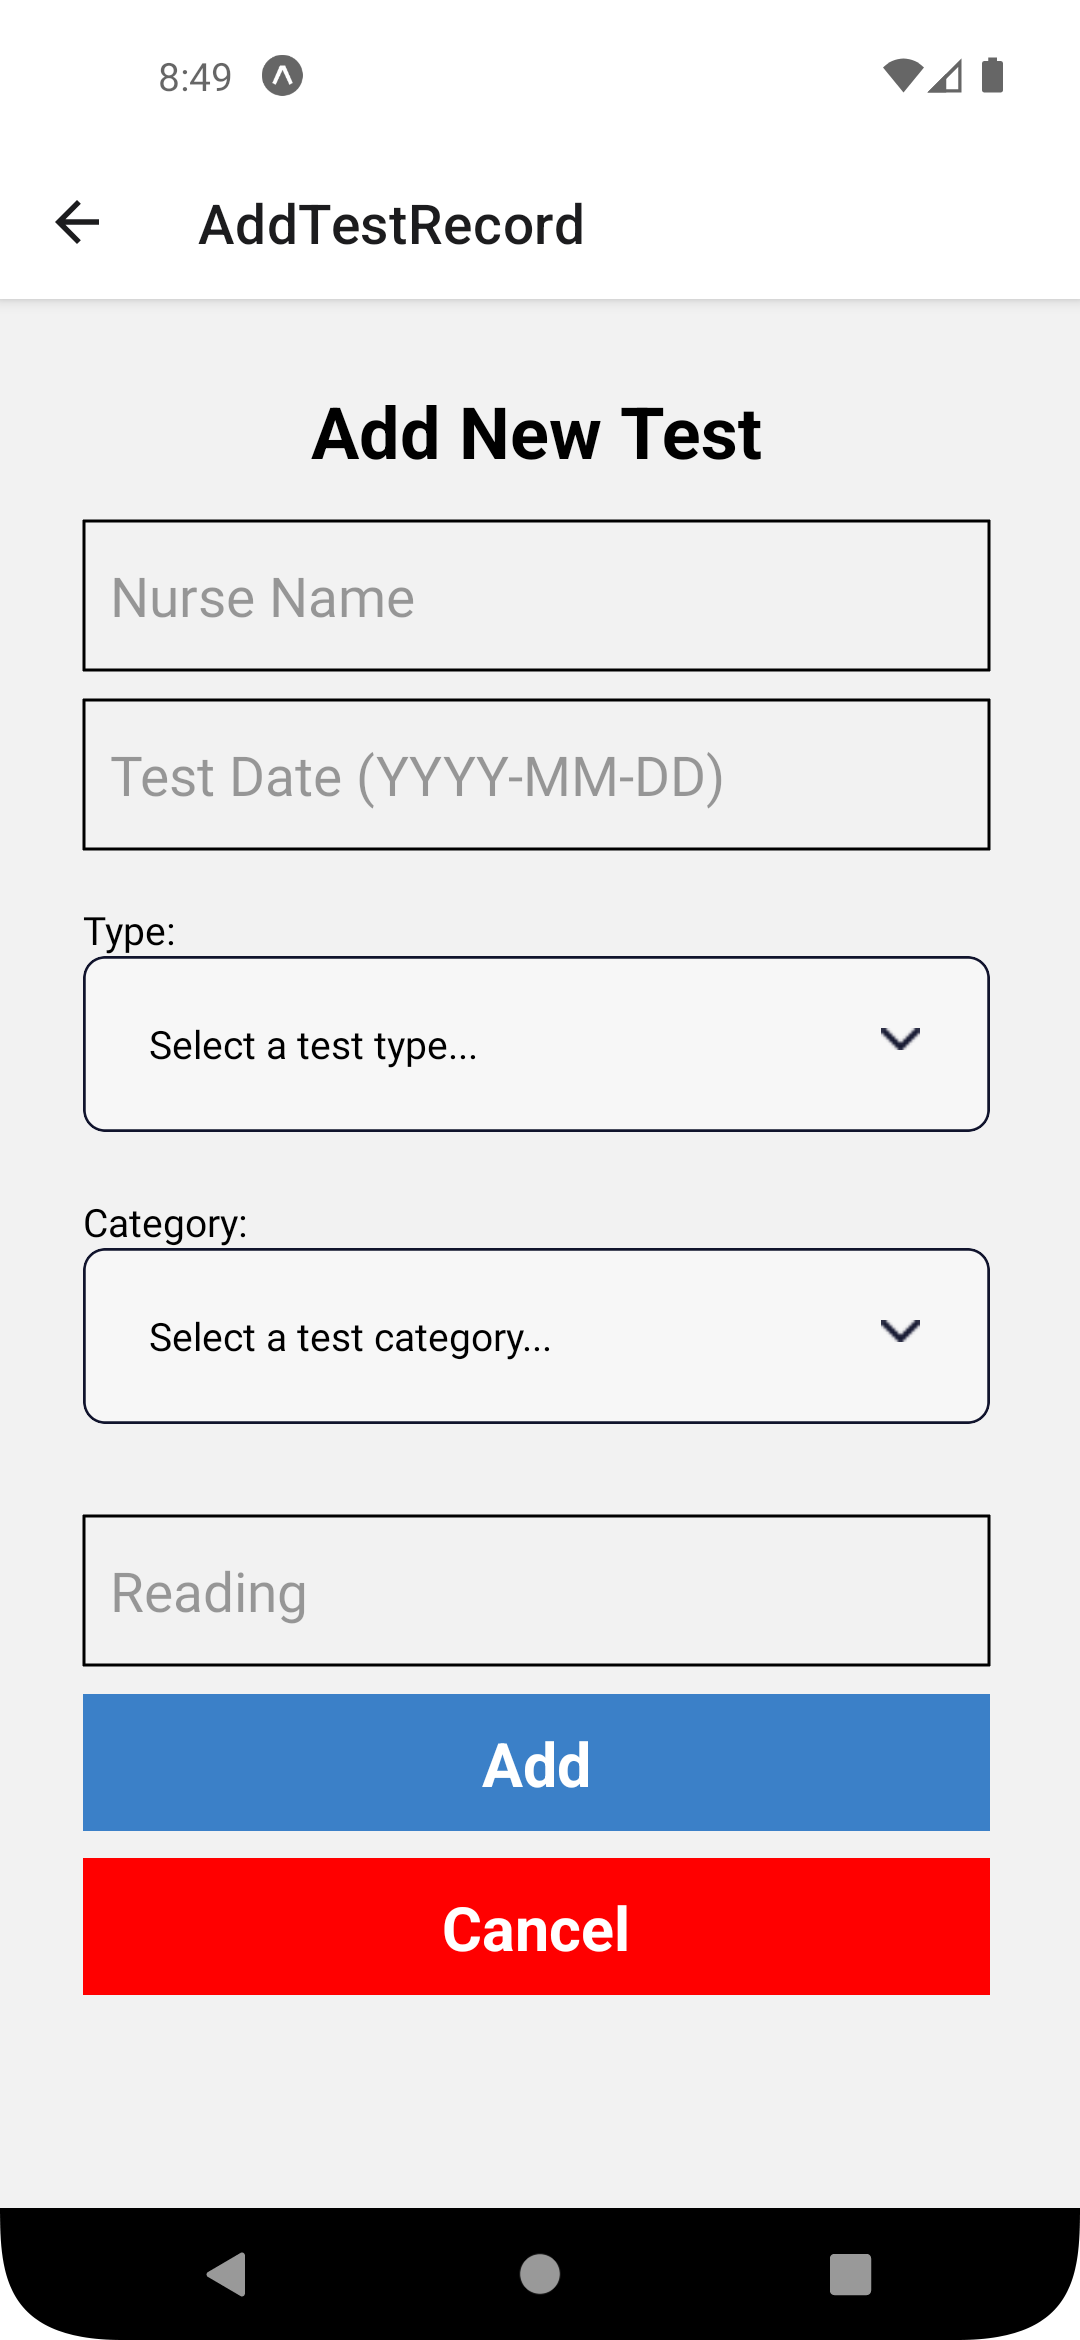 8:49
AddTestRecord
Add New Test
Nurse Name
Test Date (YYYY-MM-DD)
Type:
Select a test type...
Category:
Select a test category...
Reading
Add
Cancel